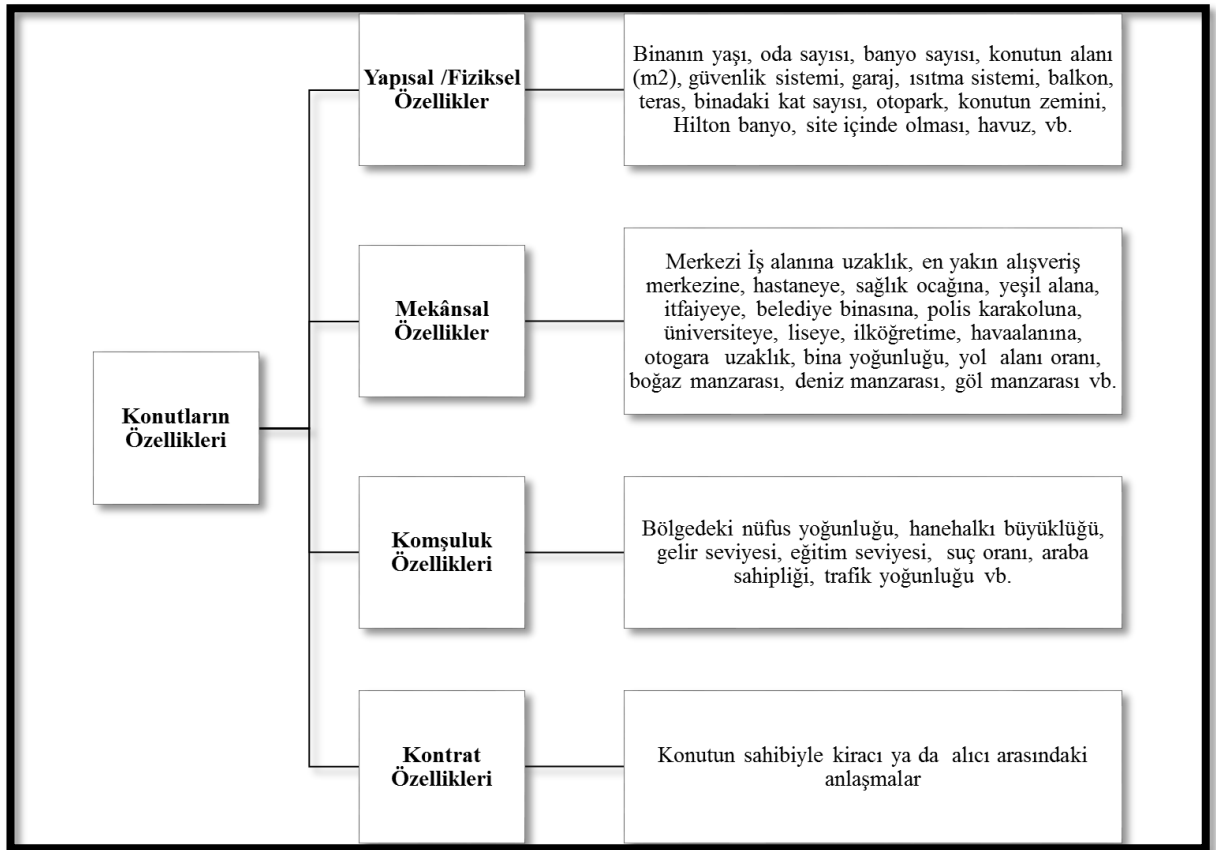 Yapısal /Fiziksel
Özellikler
Binanın yaşı, oda sayısı, banyo sayısı, konutun alanı
(m2), güvenlik sistemi, garaj, ısıtma sistemi, balkon,
teras, binadaki kat sayısı, otopark, konutun zemini,
Hilton banyo, site içinde olması, havuz, vb.
Mekânsal
Özellikler
Merkezi İş alanına uzaklık, en yakın alışveriş
merkezine, hastaneye, sağlık ocağına, yeşil alana,
itfaiyeye, belediye binasına, polis karakoluna,
üniversiteye, liseye, ilköğretime, havaalanına,
otogara uzaklık, bina yoğunluğu, yol alanı oranı,
boğaz manzarası, deniz manzarası, göl manzarası vb.
Konutların
Özellikleri
Komşuluk
Özellikleri
Bölgedeki nüfus yoğunluğu, hanehalkı büyüklüğü,
gelir seviyesi, eğitim seviyesi, suç oranı, araba
sahipliği, trafik yoğunluğu vb.
Kontrat
Özellikleri
Konutun sahibiyle kiracı ya da alıcı arasındaki
anlaşmalar